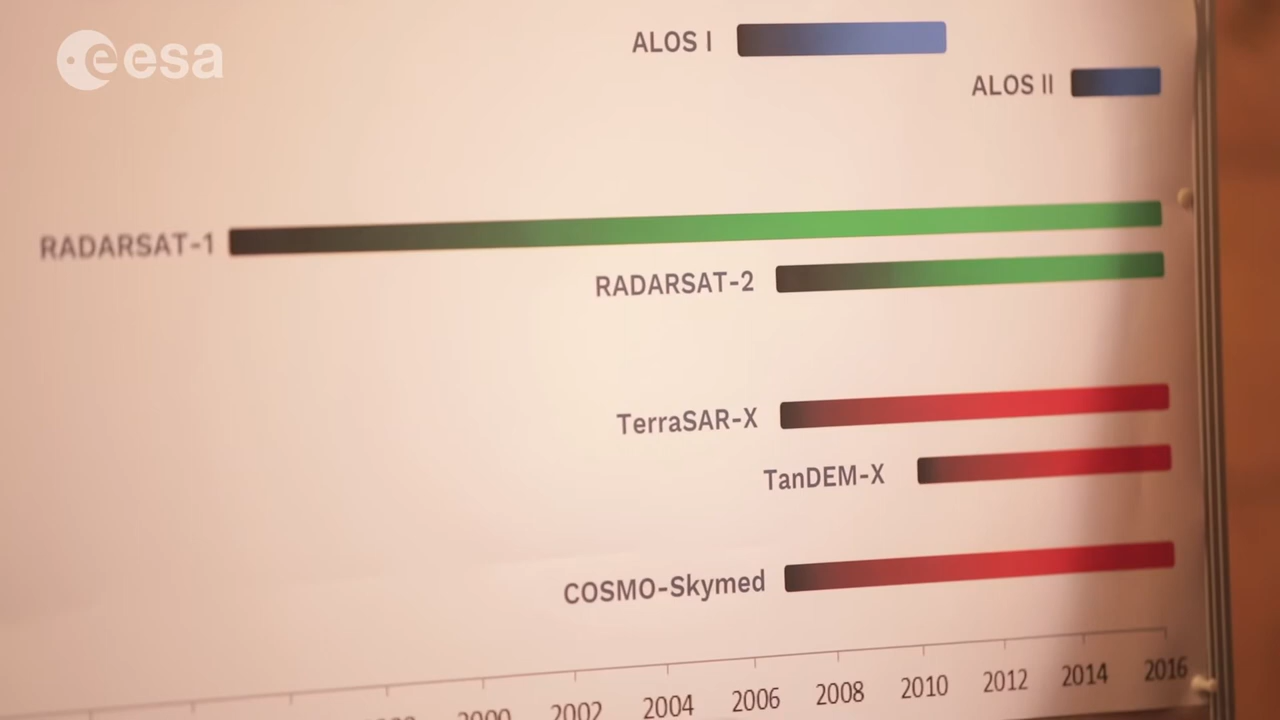 esa
ALOS I
ALOS II
RADARSAT-1
RADARSAT-2
TerraSAR-X
TanDEM-X
COSMO-Skymed
2000 2002 2004 2006 2008 2010 2012 2014 2016